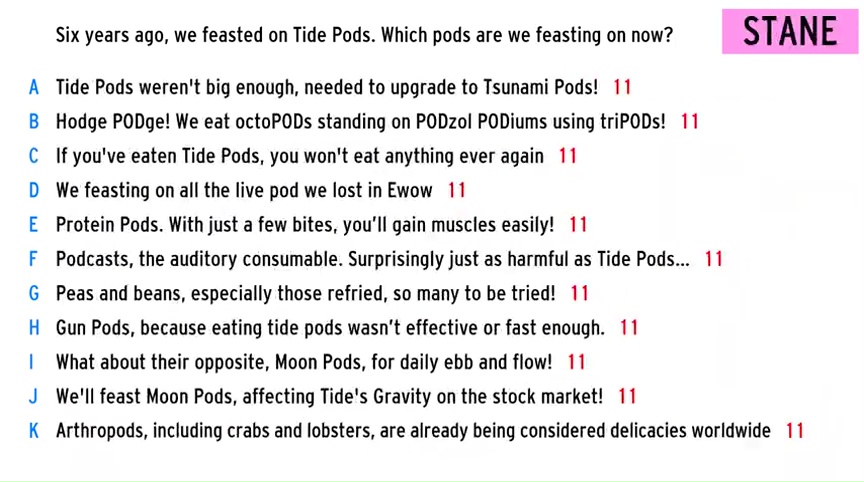 Six years ago, we feasted on Tide Pods. Which pods are we feasting on now?
STANE
A Tide Pods weren't big enough, needed to upgrade to Tsunami Pods! 11
B Hodge PODge! We eat octoPODs standing on PODzol PODiums using triPODs! 11
C If you've eaten Tide Pods, you won't eat anything ever again 11
D We feasting on all the live pod we lost in Ewow 11
E Protein Pods. With just a few bites, you’ll gain muscles easily! 11
F Podcasts, the auditory consumable. Surprisingly just as harmful as Tide Pods... 11
G Peas and beans, especially those refried, so many to be tried! 11
H Gun Pods, because eating tide pods wasn’t effective or fast enough. 11
I What about their opposite, Moon Pods, for daily ebb and flow! 11
J We'll feast Moon Pods, affecting Tide's Gravity on the stock market! 11
K Arthropods, including crabs and lobsters, are already being considered delicacies worldwide 11